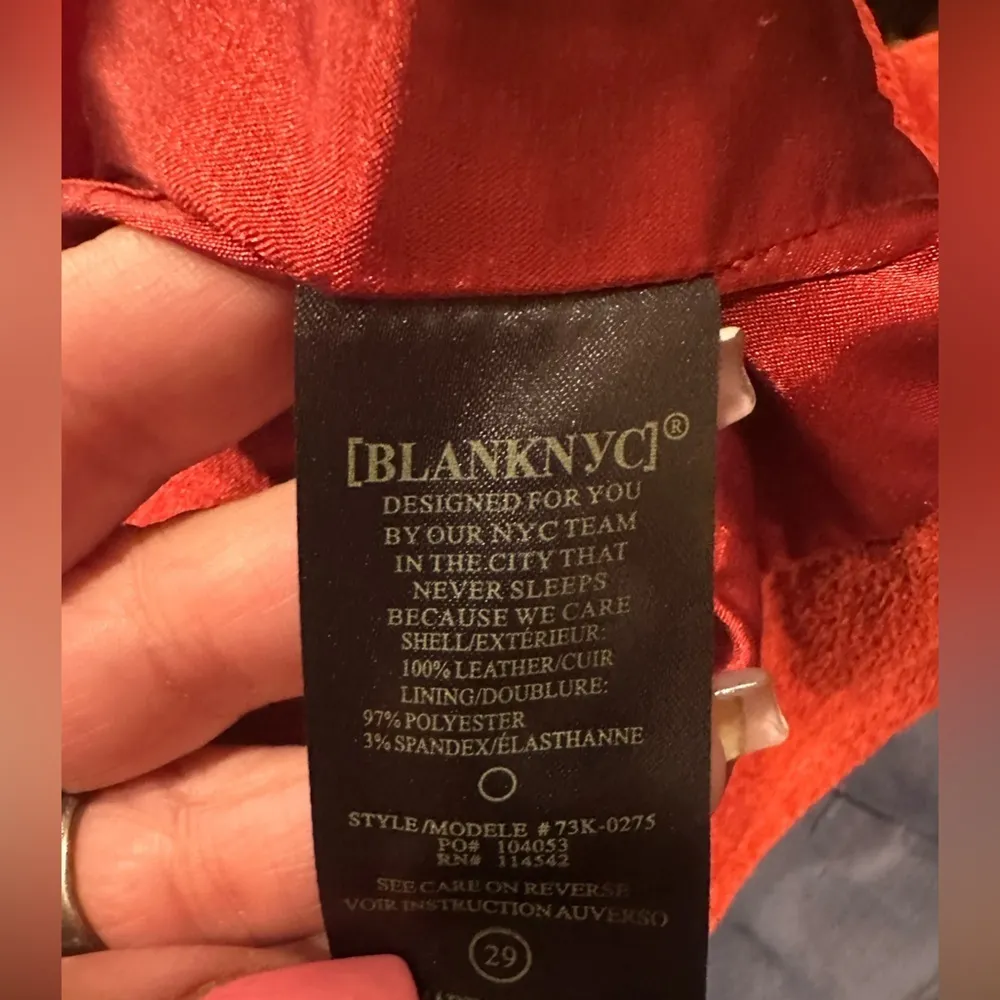 [BLANKNYC]®
DESIGNED FOR YOU
BY OUR NYC TEAM
IN THE CITY THAT
NEVER SLEEPS
BECAUSE WE CARE
SHELL/EXTÉRIEUR:
100% LEATHER/CUIR
LINING/DOUBLURE:
97% POLYESTER
3% SPANDEX/ÉLASTHANNE
STYLE/MODELE # 73K-0275
PO# 104053
RN# 114542
SEE CARE ON REVERSE
VOIR INSTRUCTION AUVERSO
29